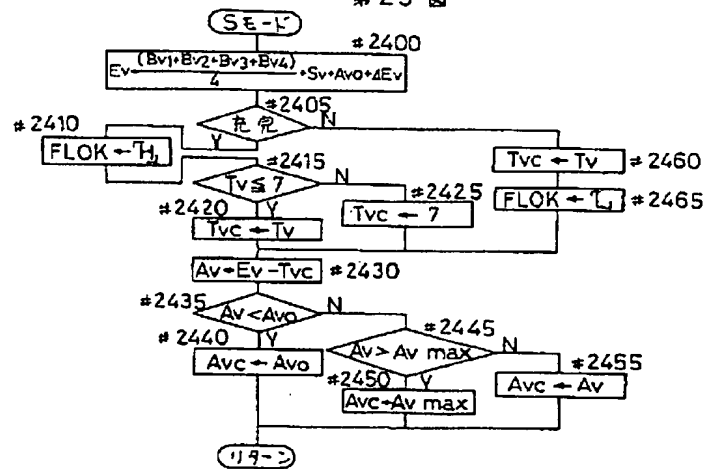 第25図
Sモード
#2400
Ev←(Bv1+Bv2+Bv3+Bv4)/4+Sv+Avo+ΔEv
#2405
充完
N
Y
#2410
FLOK←
#2415
Tv≦7
N
Y
Tvc←Tv
#2460
FLOK←
#2465
#2425
Tvc←7
#2420
Tvc←Tv
Av←Ev-Tvc
#2430
#2435
Av<Avo
N
Y
#2440
Avc←Avo
#2445
Av>Av max
N
Y
#2450
Avc←Av max
#2455
Avc←Av
リターン